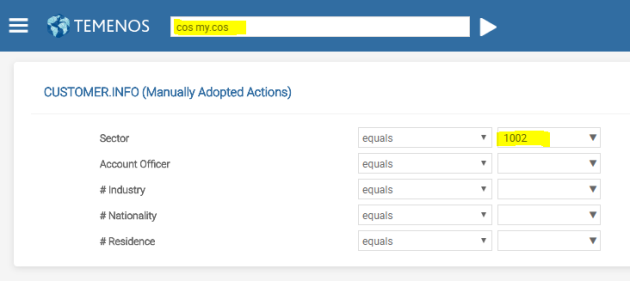 TEMENOS cos my.cos
CUSTOMER.INFO (Manually Adopted Actions)
Sector equals 1002
Account Officer equals
# Industry equals
# Nationality equals
# Residence equals